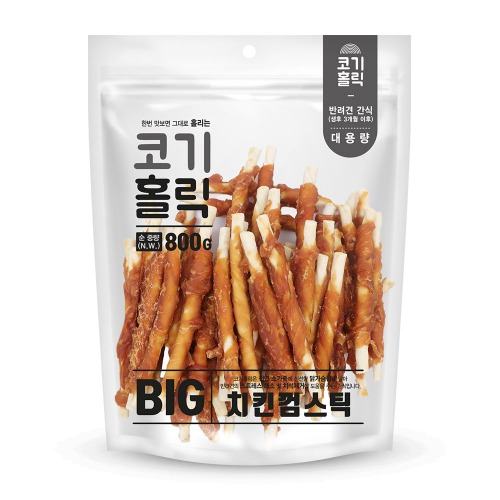 한번 맛보면 그대로 홀리는
코기
홀릭
순 중량
(N.W.)
800G
코기
홀릭
반려견 간식
(생후 3개월 이후)
대용량
BIG
치킨껌스틱